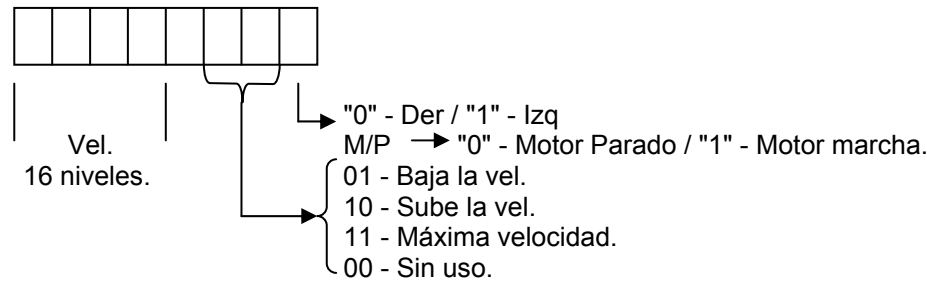 "0" - Der / "1" - Izq
M/P "0" - Motor Parado / "1" - Motor marcha.
Vel.
16 niveles.
01 - Baja la vel.
10 - Sube la vel.
11 - Máxima velocidad.
00 - Sin uso.